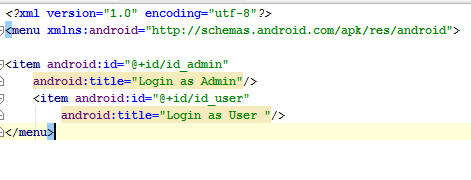 <?xml version="1.0" encoding="utf-8"?>
<menu xmlns:android="http://schemas.android.com/apk/res/android">
<item android:id="@+id/id_admin"
android:title="Login as Admin"/>
<item android:id="@+id/id_user"
android:title="Login as User "/>
</menu>